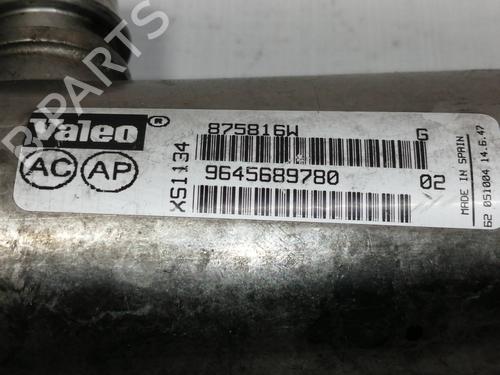 B-PARTS
Valeo ®
AC AP
XS1134
875816W G
9645689780 02
MADE IN SPAIN
62 051004 14.6.47